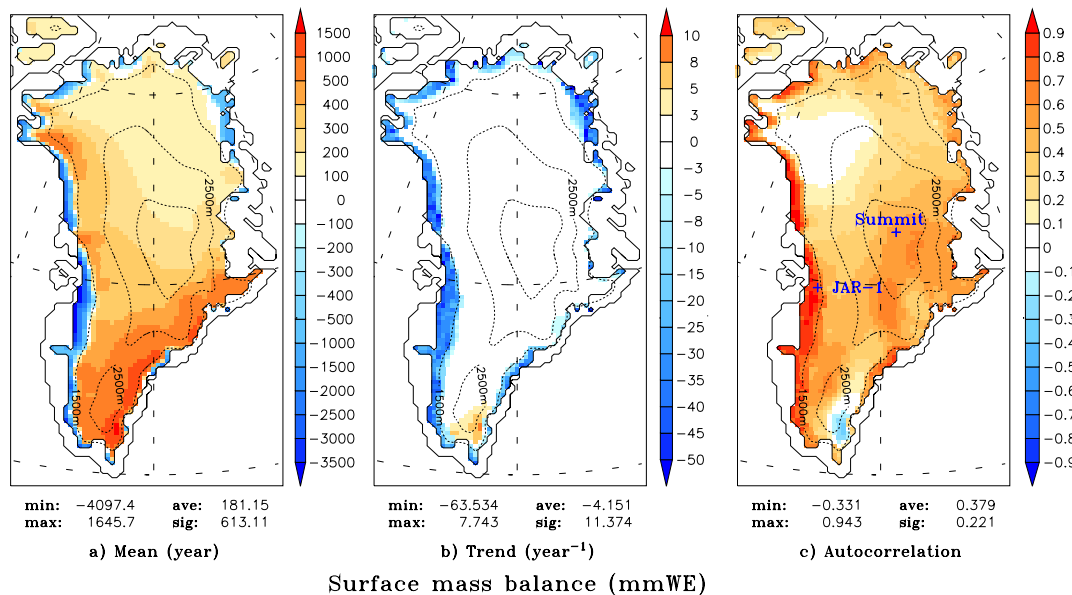 1500
1000
500
400
300
200
100
0
−100
−200
−300
−400
−500
−1000
−1500
−2000
−2500
−3000
−3500
2500m
2500m
1500m
10
8
5
3
0
−3
−5
−8
−10
−15
−20
−25
−30
−35
−40
−45
−50
2500m
2500m
1500m
0.9
0.8
0.7
0.6
0.5
0.4
0.3
0.2
0.1
0
−0.1
−0.2
−0.3
−0.4
−0.5
−0.6
−0.7
−0.8
−0.9
2500m
Summit
JAR−1
2500m
1500m
min: −4097.4 ave: 181.15
max: 1645.7 sig: 613.11
a) Mean (year)
min: −63.534 ave: −4.151
max: 7.743 sig: 11.374
b) Trend (year−1)
min: −0.331 ave: 0.379
max: 0.943 sig: 0.221
c) Autocorrelation
Surface mass balance (mmWE)